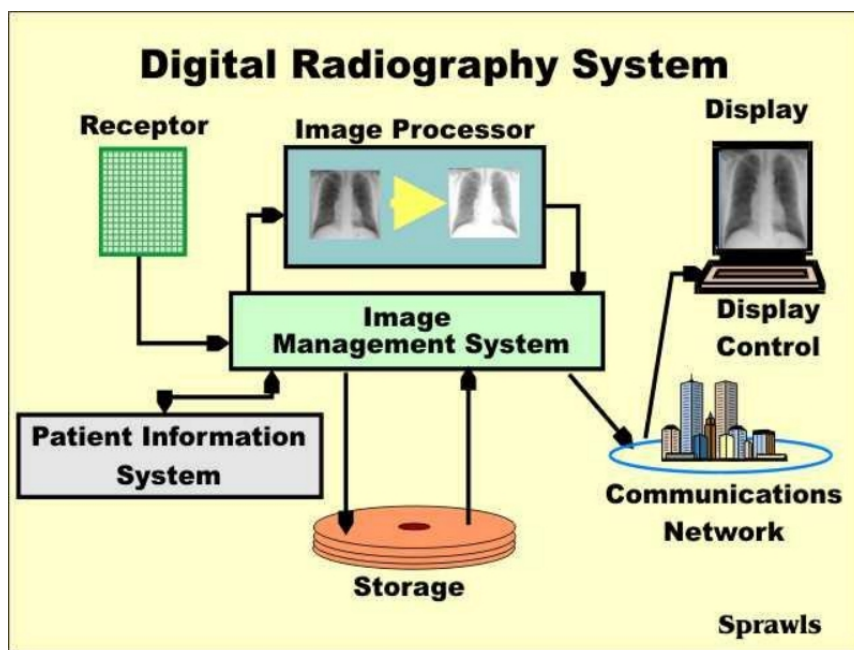 Digital Radiography System
Receptor
Image Processor
Display
Image
Management System
Display
Control
Patient Information
System
Communications
Network
Storage
Sprawls